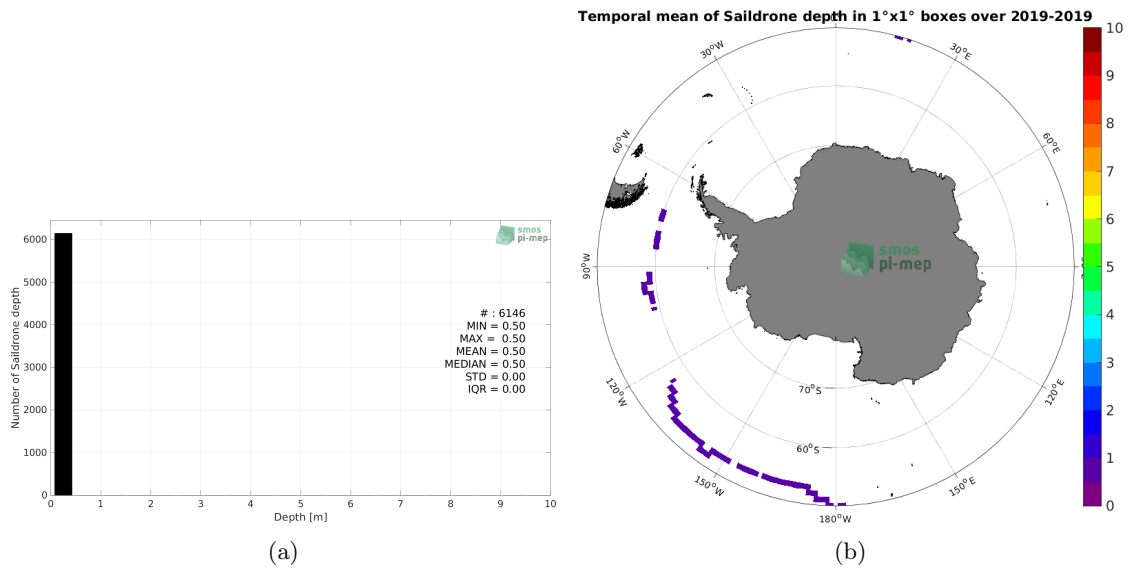 6000
5000
4000
3000
2000
1000
0
Number of Saildrone depth
smos
pi-mep
# : 6146
MIN = 0.50
MAX = 0.50
MEAN = 0.50
MEDIAN = 0.50
STD = 0.00
IQR = 0.00
0 1 2 3 4 5 6 7 8 9 10
Depth [m]
(a)
Temporal mean of Saildrone depth in 1°x1° boxes over 2019-2019
30°W
30°E
60°W
60°E
90°W
smos
pi-mep
120°W
120°E
70°S
60°S
150°W
150°E
180°W
10
9
8
7
6
5
4
3
2
1
0
(b)